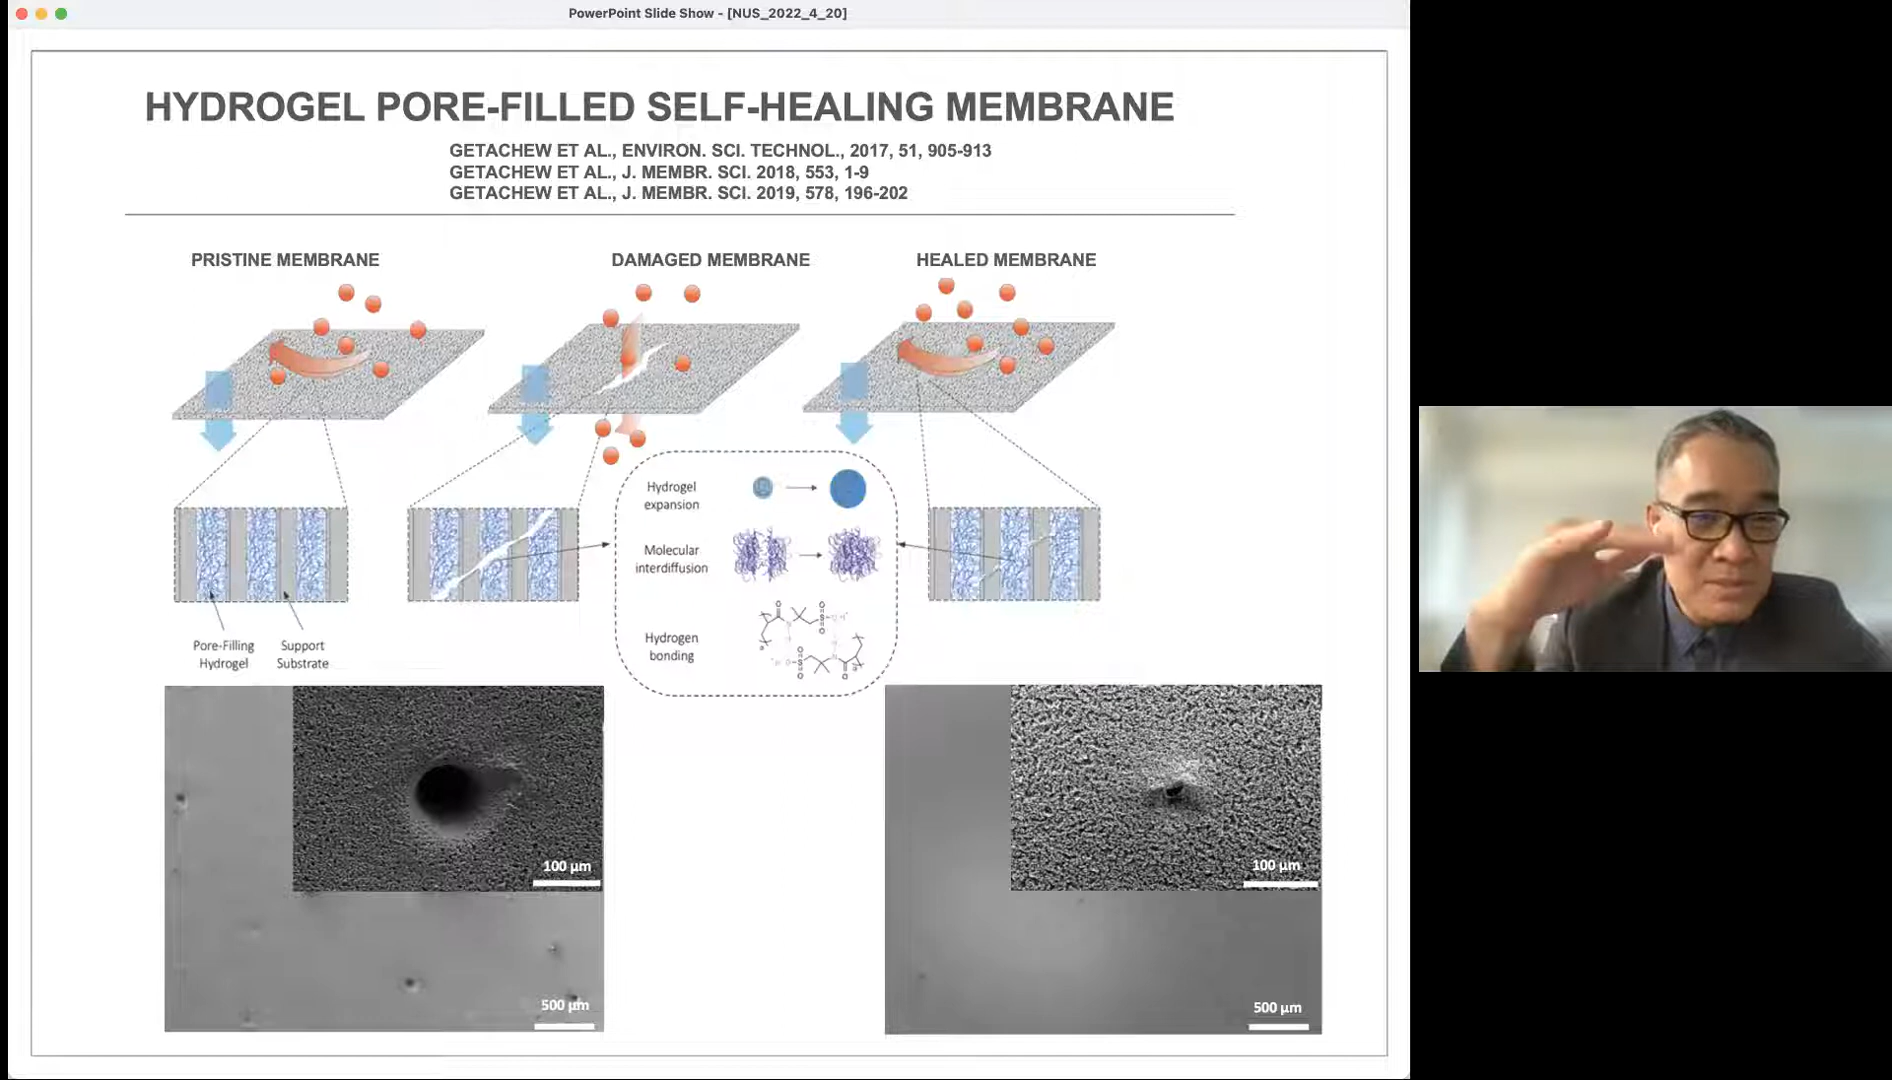 PowerPoint Slide Show - [NUS_2022_4_20]
HYDROGEL PORE-FILLED SELF-HEALING MEMBRANE
GETACHEW ET AL., ENVIRON. SCI. TECHNOL., 2017, 51, 905-913
GETACHEW ET AL., J. MEMBR. SCI. 2018, 553, 1-9
GETACHEW ET AL., J. MEMBR. SCI. 2019, 578, 196-202
PRISTINE MEMBRANE
DAMAGED MEMBRANE
HEALED MEMBRANE
Hydrogel
expansion
Molecular
interdiffusion
Hydrogen
bonding
Pore-Filling
Hydrogel
Support
Substrate
100 µm
500 µm
100 µm
500 µm